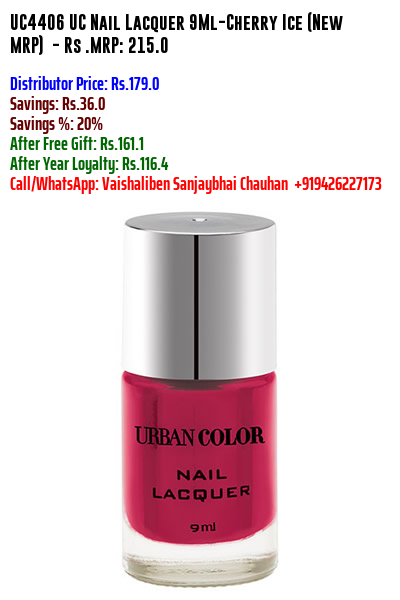 UC4406 UC Nail Lacquer 9Ml-Cherry Ice (New
MRP) - Rs .MRP: 215.0
Distributor Price: Rs.179.0
Savings: Rs.36.0
Savings %: 20%
After Free Gift: Rs.161.1
After Year Loyalty: Rs.116.4
Call/WhatsApp: Vaishaliben Sanjaybhai Chauhan +919426227173
URBAN COLOR
NAIL
LACQUER
9ml